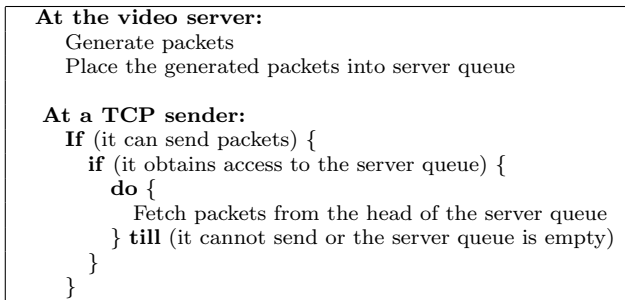 At the video server:
Generate packets
Place the generated packets into server queue
At a TCP sender:
If (it can send packets) {
if (it obtains access to the server queue) {
do {
Fetch packets from the head of the server queue
} till (it cannot send or the server queue is empty)
}
}